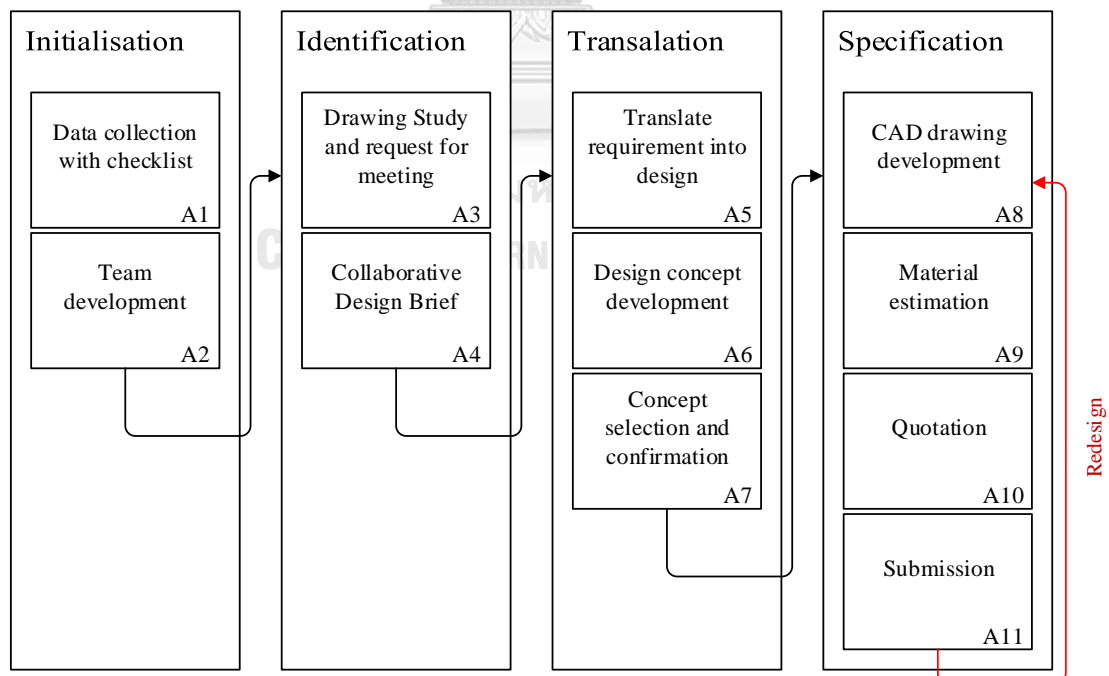 Initialisation
Data collection
with checklist
A1
Team
development
A2
Identification
Drawing Study
and request for
meeting
A3
Collaborative
Design Brief
A4
Transalation
Translate
requirement into
design
A5
Design concept
development
A6
Concept
selection and
confirmation
A7
Specification
CAD drawing
development
A8
Material
estimation
A9
Quotation
A10
Submission
A11
Redesign